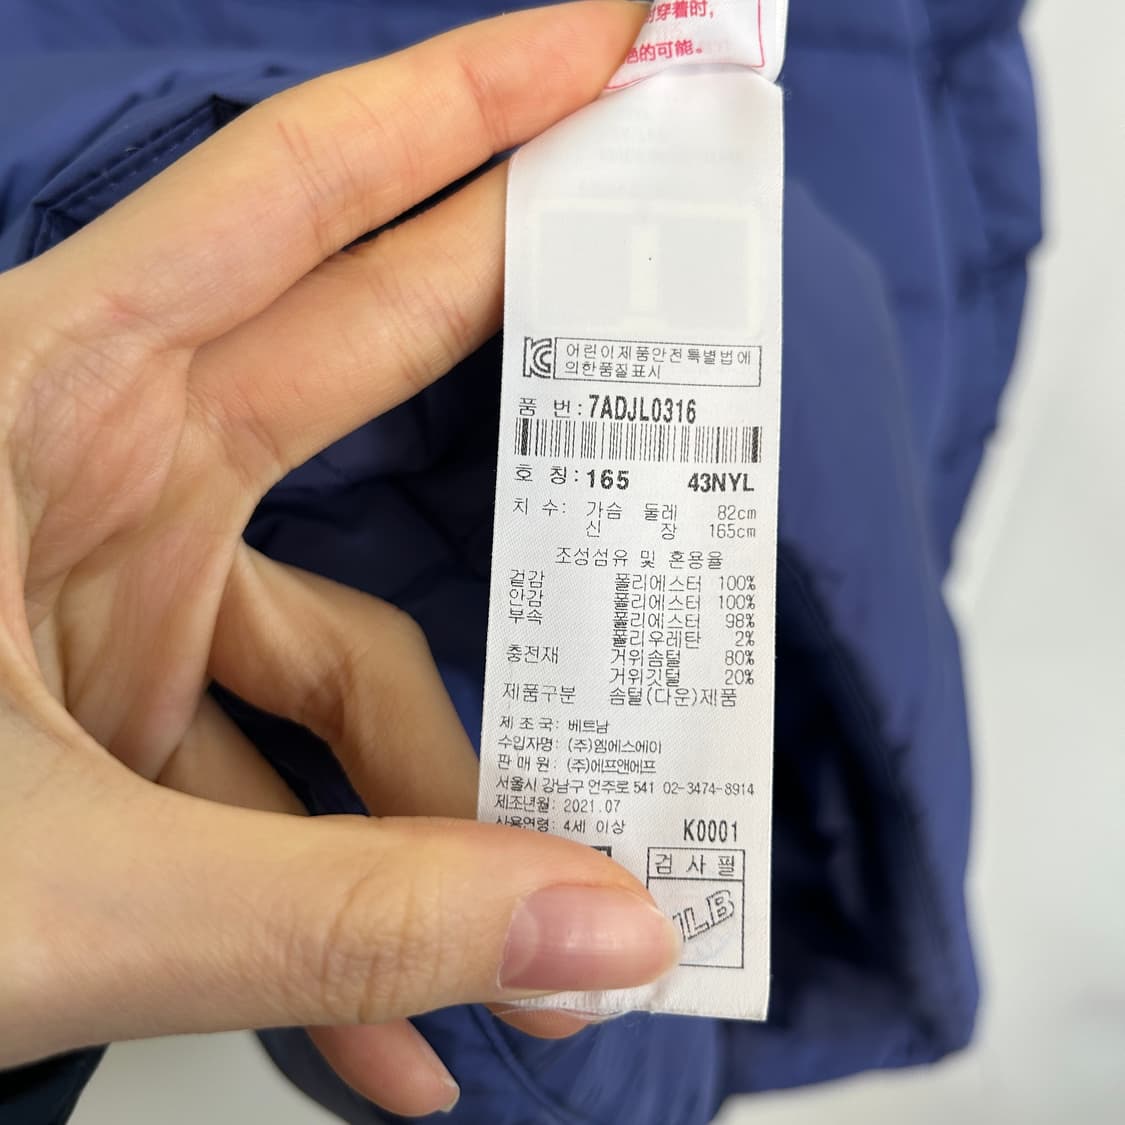 穿着时,
的可能。
어린이제품안전특별법에
의한품질표시
품 번: 7ADJL0316
호 칭: 165 43NYL
치 수: 가슴 둘레 82cm
신 장 165cm
조성섬유 및 혼용율
겉감 폴리에스터 100%
안감 폴리에스터 100%
부속 폴리에스터 98%
폴리우레탄 2%
충전재 거위솜털 80%
거위깃털 20%
제품구분 솜털(다운)제품
제 조 국: 베트남
수입자명: (주)엠에스에이
판 매 원: (주)에프앤에프
서울시 강남구 언주로 541 02-3474-8914
제조년월: 2021.07
사용연령: 4세 이상 K0001
검 사 필
MLB